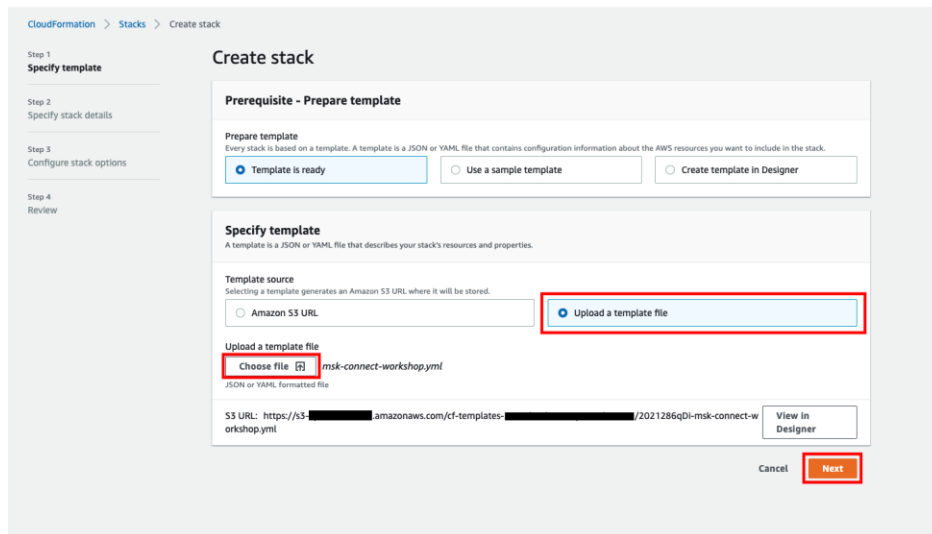 CloudFormation > Stacks > Create stack
Step 1
Specify template
Step 2
Specify stack details
Step 3
Configure stack options
Step 4
Review
Create stack
Prerequisite - Prepare template
Prepare template
Every stack is based on a template. A template is a JSON or YAML file that contains configuration information about the AWS resources you want to include in the stack.
Template is ready
Use a sample template
Create template in Designer
Specify template
A template is a JSON or YAML file that describes your stack's resources and properties.
Template source
Selecting a template generates an Amazon S3 URL where it will be stored.
Amazon S3 URL
Upload a template file
Upload a template file
Choose file
msk-connect-workshop.yml
JSON or YAML formatted file
S3 URL: https://s3- .amazonaws.com/cf-templates- /2021286qDi-msk-connect-w
orkshop.yml
View in
Designer
Cancel
Next